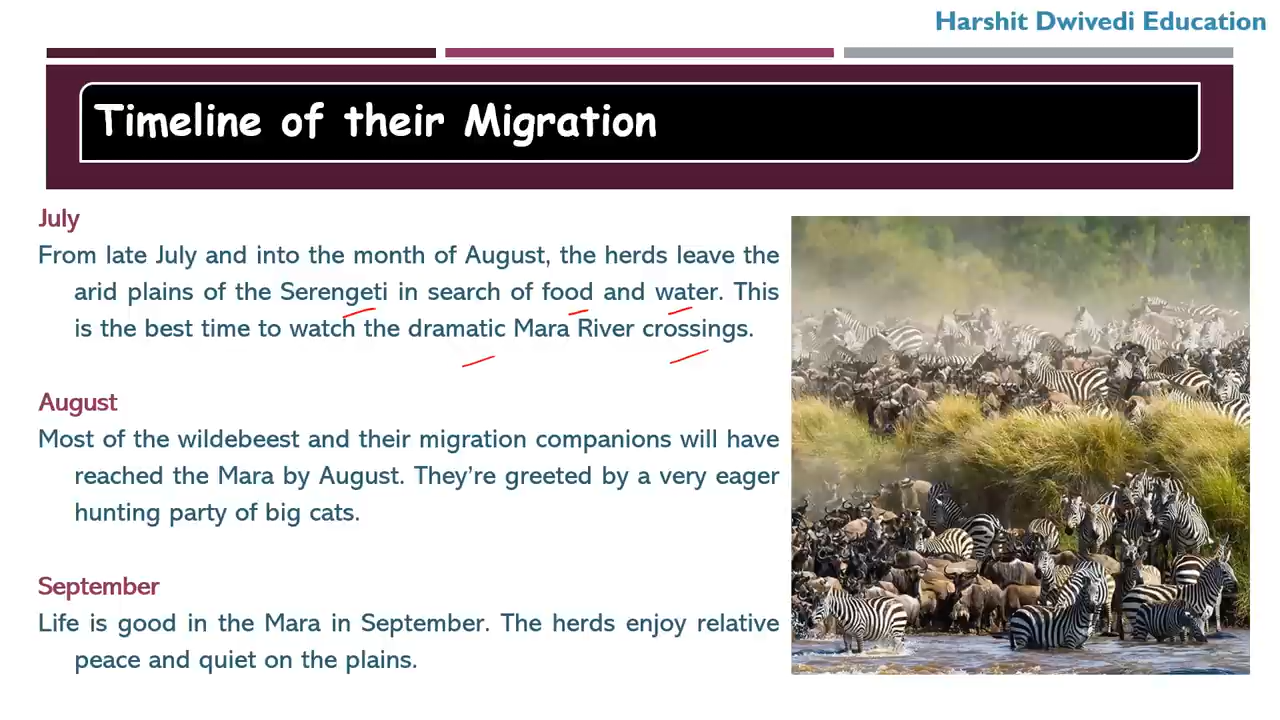 Harshit Dwivedi Education
Timeline of their Migration
July
From late July and into the month of August, the herds leave the
arid plains of the Serengeti in search of food and water. This
is the best time to watch the dramatic Mara River crossings.
August
Most of the wildebeest and their migration companions will have
reached the Mara by August. They’re greeted by a very eager
hunting party of big cats.
September
Life is good in the Mara in September. The herds enjoy relative
peace and quiet on the plains.